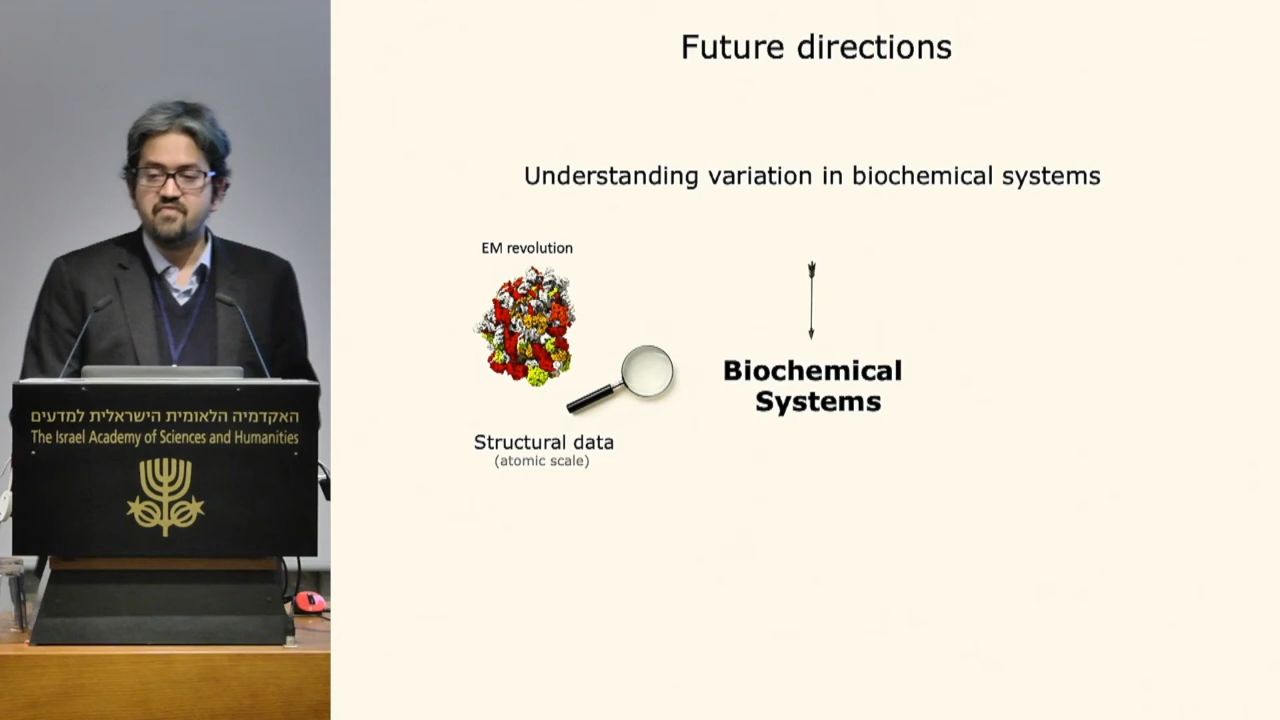 Future directions
Understanding variation in biochemical systems
EM revolution
Biochemical
Systems
Structural data
(atomic scale)
האקדמיה הלאומית הישראלית למדעים
The Israel Academy of Sciences and Humanities